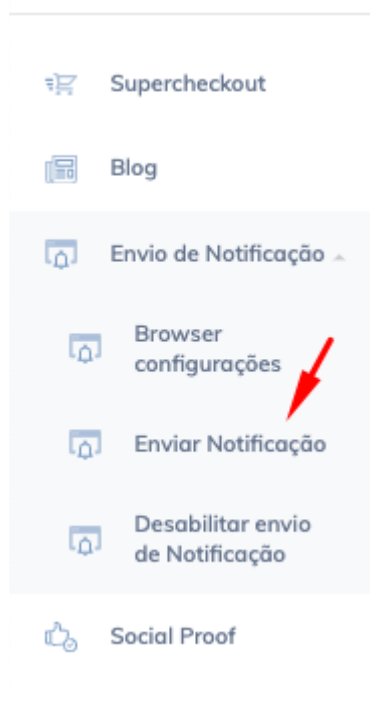 Supercheckout
Blog
Envio de Notificação
Browser
configurações
Enviar Notificação
Desabilitar envio
de Notificação
Social Proof